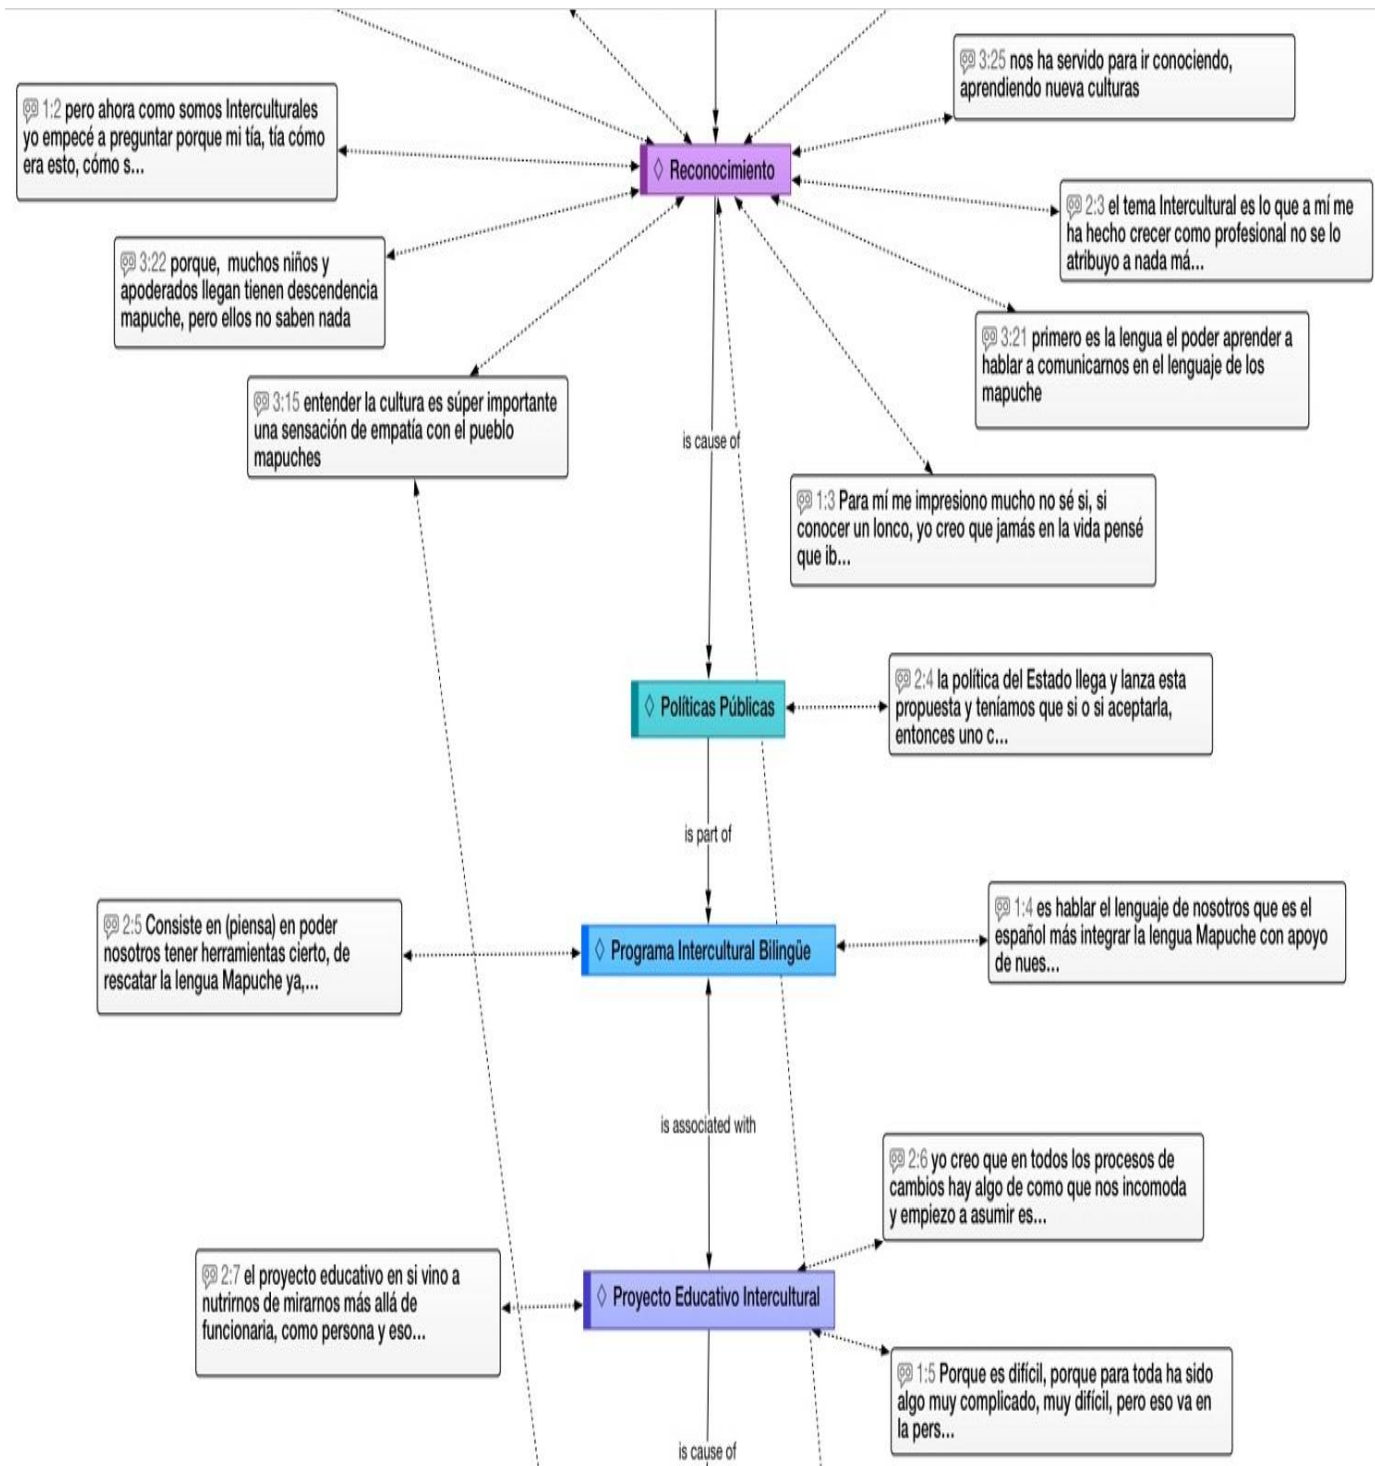 3:25 nos ha servido para ir conociendo,
aprendiendo nueva culturas
1:2 pero ahora como somos Interculturales
yo empecé a preguntar porque mi tía, tía cómo
era esto, cómo s...
◊ Reconocimiento
2:3 el tema Intercultural es lo que a mí me
ha hecho crecer como profesional no se lo
atribuyo a nada má...
3:22 porque, muchos niños y
apoderados llegan tienen descendencia
mapuche, pero ellos no saben nada
3:21 primero es la lengua el poder aprender a
hablar a comunicarnos en el lenguaje de los
mapuche
3:15 entender la cultura es súper importante
una sensación de empatía con el pueblo
mapuches
is cause of
1:3 Para mí me impresiono mucho no sé si, si
conocer un lonco, yo creo que jamás en la vida pensé
que ib...
◊ Políticas Públicas
2:4 la política del Estado llega y lanza esta
propuesta y teníamos que si o si aceptarla,
entonces uno c...
is part of
2:5 Consiste en (piensa) en poder
nosotros tener herramientas cierto, de
rescatar la lengua Mapuche ya,...
◊ Programa Intercultural Bilingüe
1:4 es hablar el lenguaje de nosotros que es el
español más integrar la lengua Mapuche con apoyo
de nues...
is associated with
2:6 yo creo que en todos los procesos de
cambios hay algo de como que nos incomoda
y empiezo a asumir es...
2:7 el proyecto educativo en si vino a
nutrirnos de mirarnos más allá de
funcionaria, como persona y eso...
◊ Proyecto Educativo Intercultural
1:5 Porque es difícil, porque para toda ha sido
algo muy complicado, muy difícil, pero eso va en
la pers...
is cause of